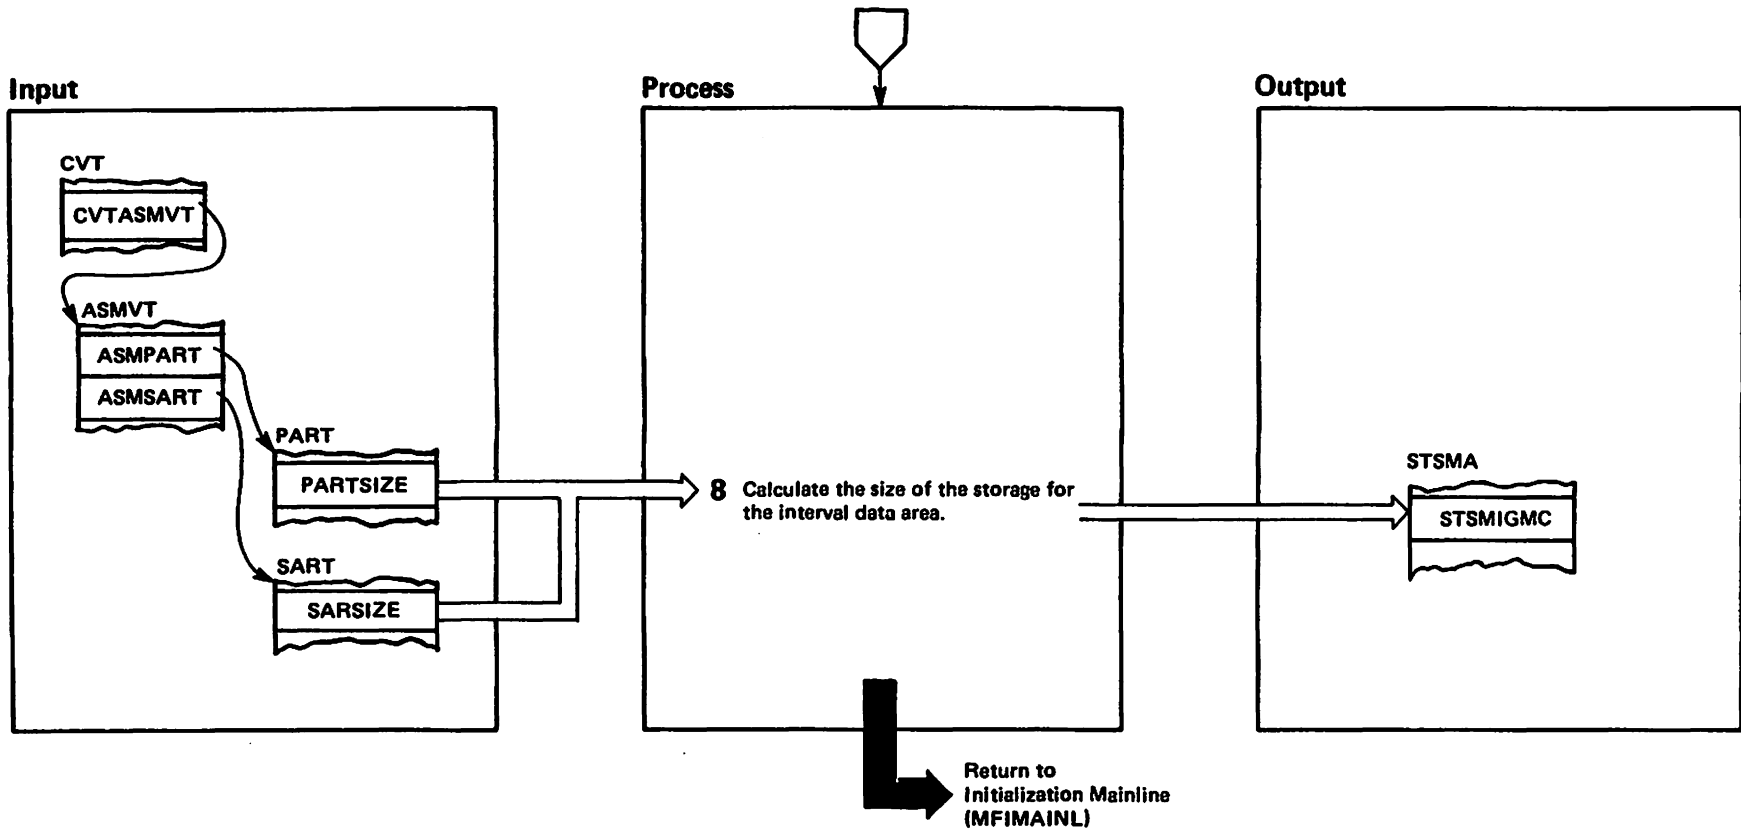 Input
Process
Output
CVT
CVTASMVT
ASMVT
ASMPART
ASMSART
PART
PARTSIZE
SART
SARSIZE
8 Calculate the size of the storage for
the interval data area.
STSMA
STSMIGMC
Return to
Initialization Mainline
(MFIMAINL)